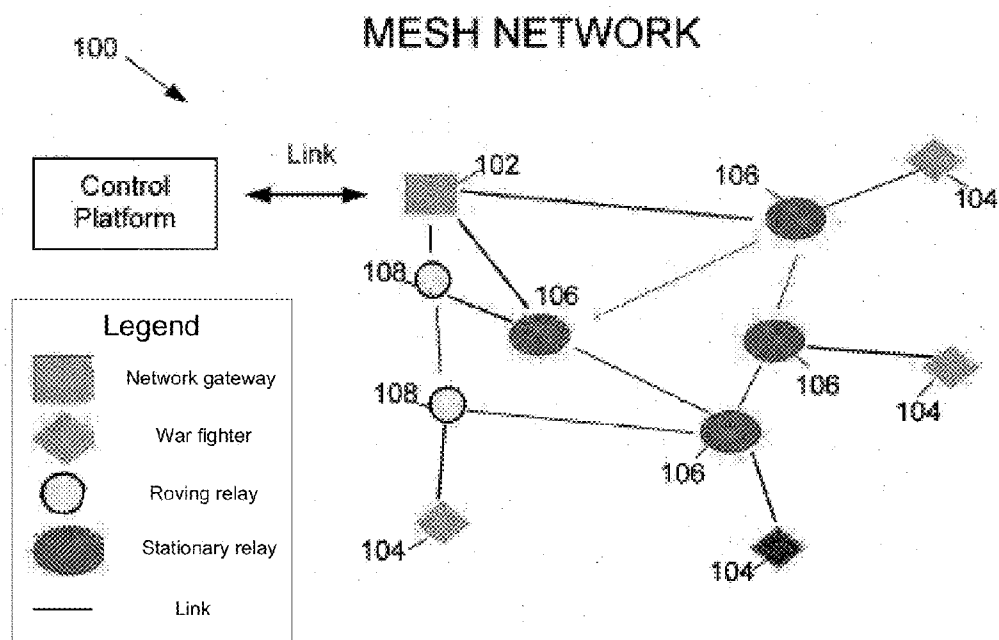 MESH NETWORK
100
Control
Platform
Link
102
106
104
108
106
106
104
108
106
104
104
Legend
Network gateway
War fighter
Roving relay
Stationary relay
Link